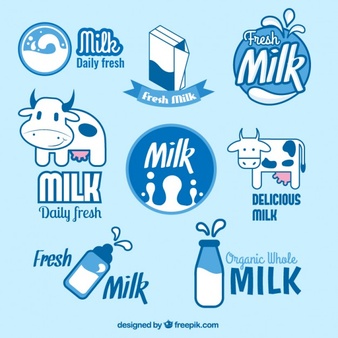 Milk
Daily fresh
Fresh Milk
Fresh
Milk
MILK
Daily fresh
Milk
DELICIOUS
MILK
Fresh
Milk
Organic Whole
MILK
designed by freepik.com